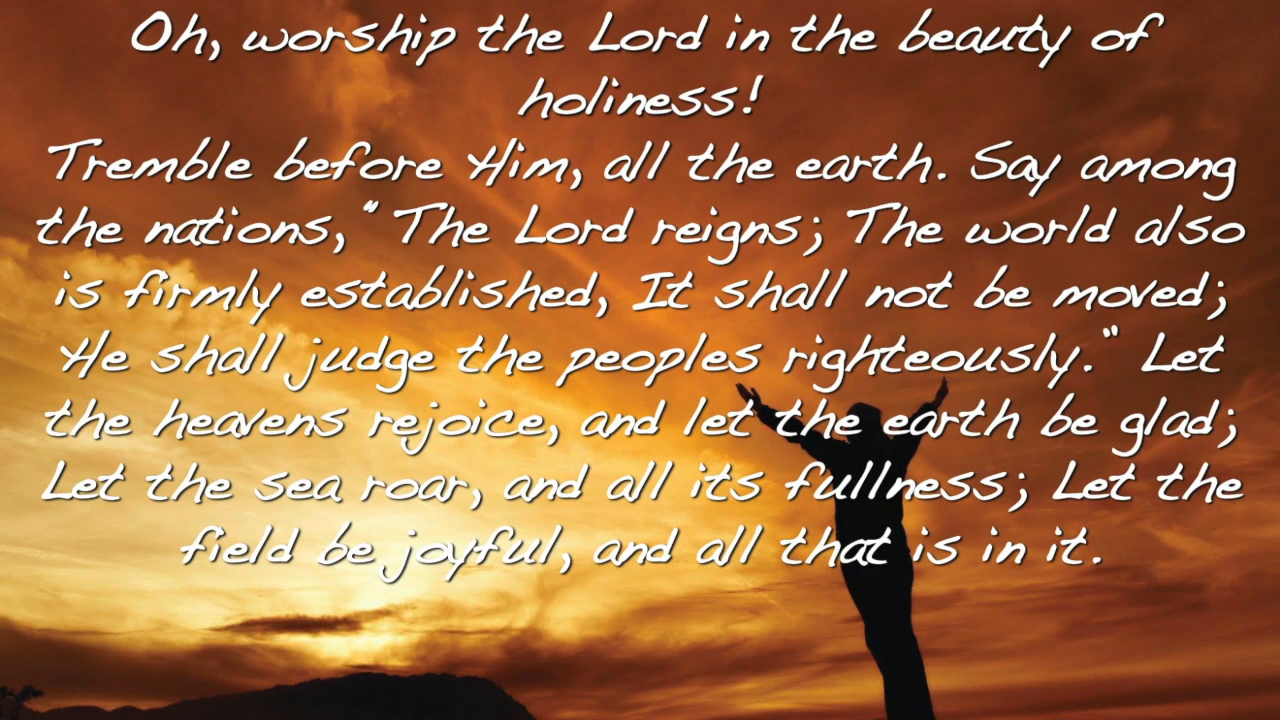 Oh, worship the Lord in the beauty of
holiness!
Tremble before Him, all the earth. Say among
the nations," The Lord reigns; The world also
is firmly established, It shall not be moved;
He shall judge the peoples righteously." Let
the heavens rejoice, and let the earth be glad;
Let the sea roar, and all its fullness; Let the
field be joyful, and all that is in it.